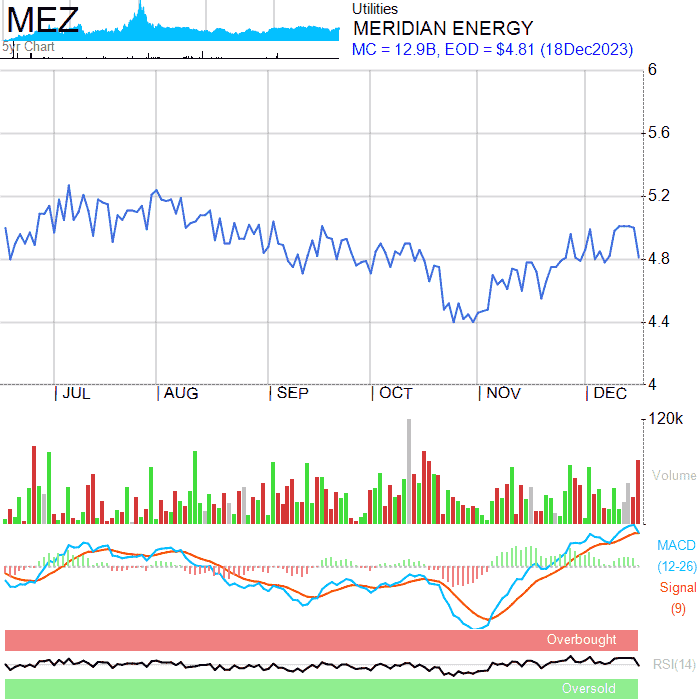 MEZ
5yr Chart
Utilities
MERIDIAN ENERGY
MC = 12.9B, EOD = $4.81 (18Dec2023)
6
5.6
5.2
4.8
4.4
4
JUL AUG SEP OCT NOV DEC
120k
Volume
MACD
(12-26)
Signal
(9)
Overbought
RSI(14)
Oversold